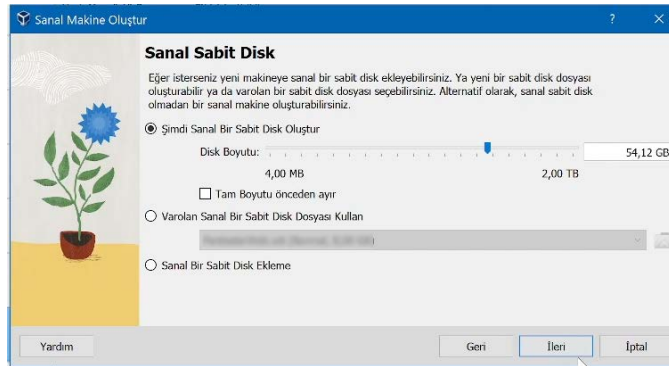 Sanal Makine Oluştur
Sanal Sabit Disk
Eğer isterseniz yeni makineye sanal bir sabit disk ekleyebilirsiniz. Ya yeni bir sabit disk dosyası
oluşturabilir ya da varolan bir sabit disk dosyası seçebilirsiniz. Alternatif olarak, sanal sabit disk
olmadan bir sanal makine oluşturabilirsiniz.
Şimdi Sanal Bir Sabit Disk Oluştur
Disk Boyutu: 54,12 GB
4,00 MB 2,00 TB
Tam Boyutu önceden ayır
Varolan Sanal Bir Sabit Disk Dosyası Kullan
Sanal Bir Sabit Disk Ekleme
Yardım Geri İleri İptal